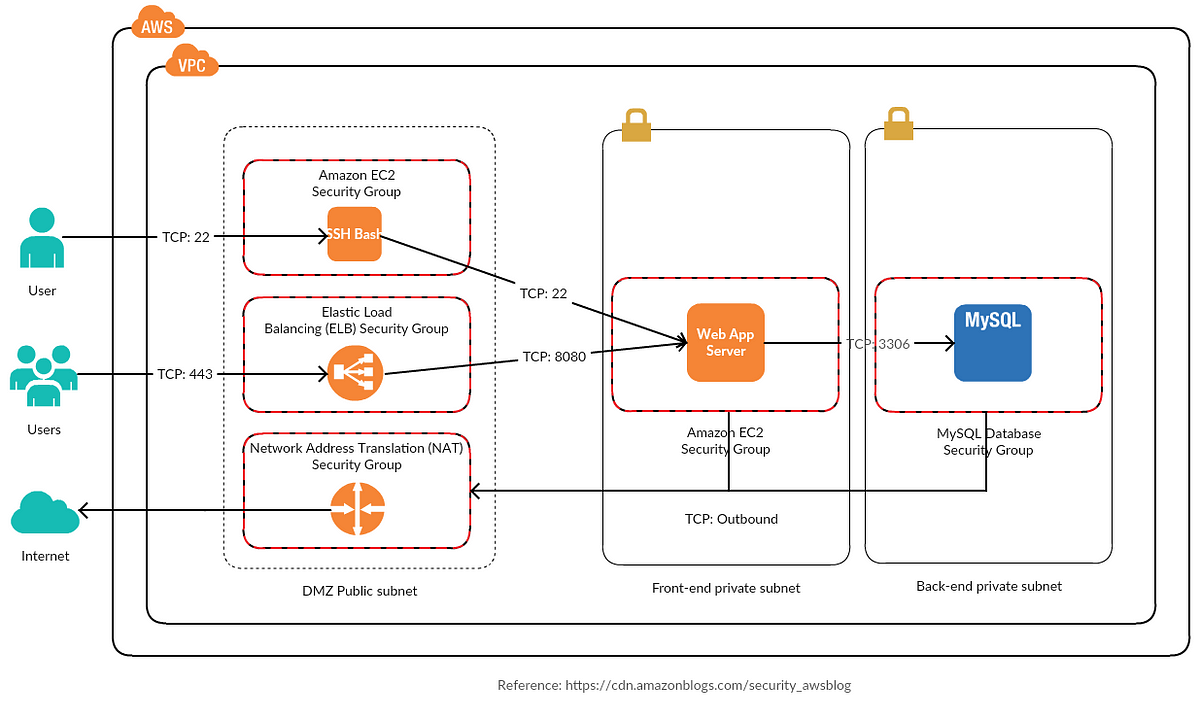 AWS
VPC
Amazon EC2
Security Group
SSH Bash
TCP: 22
User
TCP: 22
Elastic Load
Balancing (ELB) Security Group
TCP: 443
Users
TCP: 8080
Web App
Server
TCP: 3306
MySQL
Amazon EC2
Security Group
MySQL Database
Security Group
Network Address Translation (NAT)
Security Group
TCP: Outbound
Internet
DMZ Public subnet
Front-end private subnet
Back-end private subnet
Reference: https://cdn.amazonblogs.com/security_awsblog